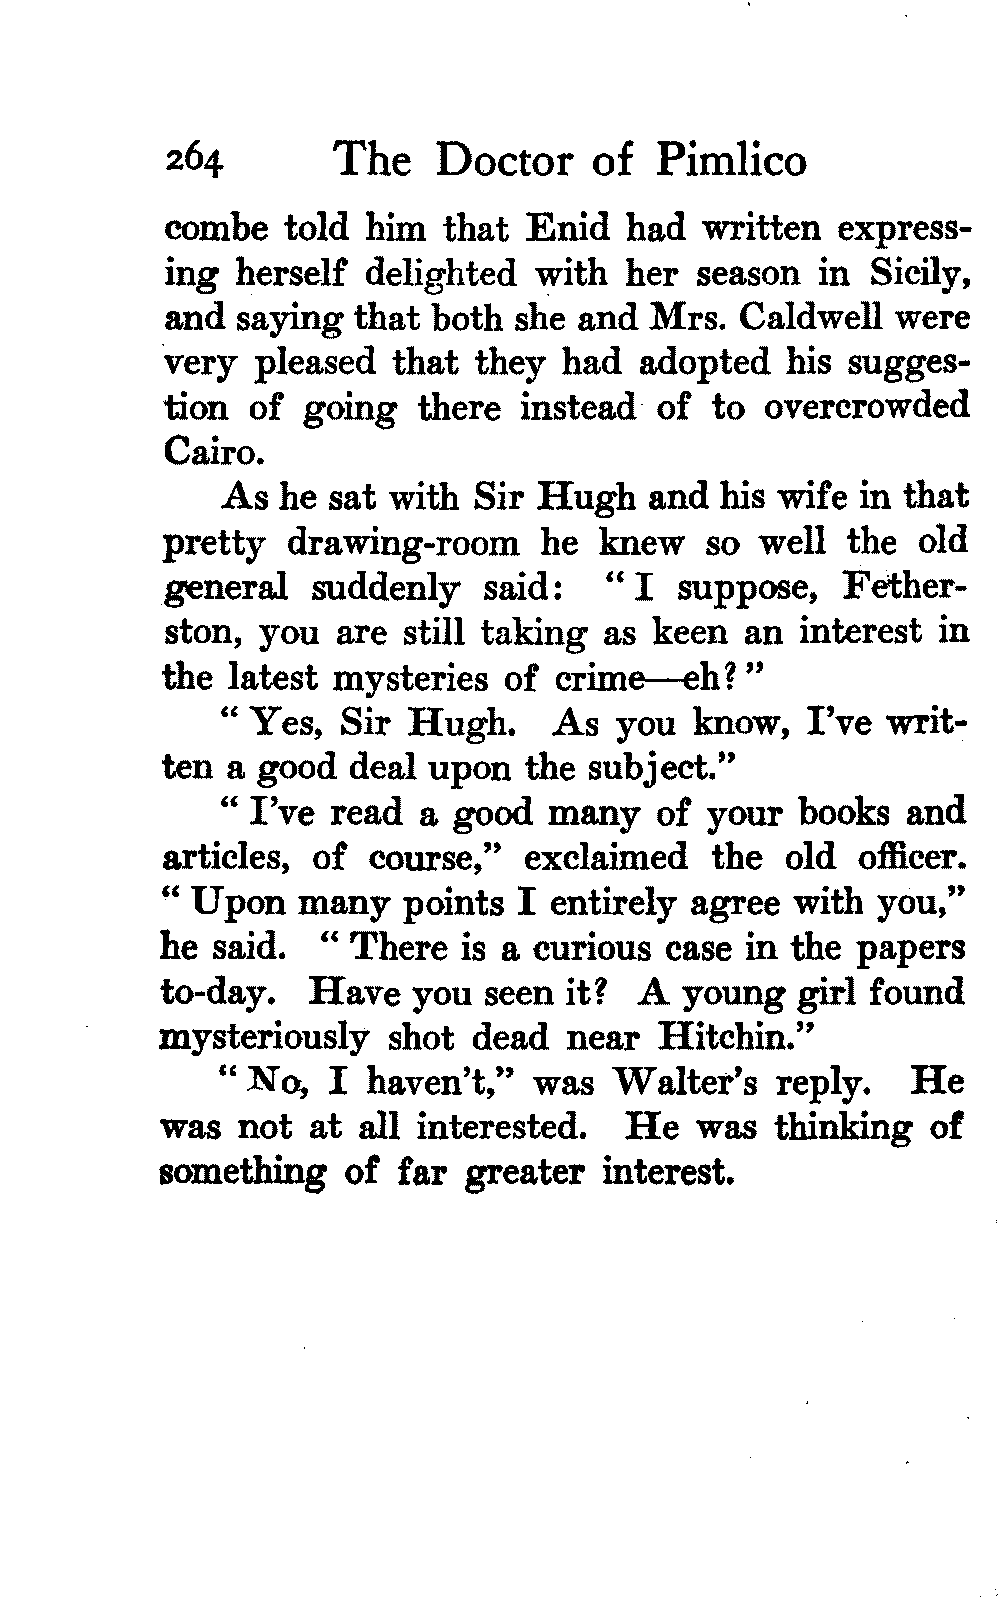 264 The Doctor of Pimlico
combe told him that Enid had written express-
ing herself delighted with her season in Sicily,
and saying that both she and Mrs. Caldwell were
very pleased that they had adopted his sugges-
tion of going there instead of to overcrowded
Cairo.
As he sat with Sir Hugh and his wife in that
pretty drawing-room he knew so well the old
general suddenly said: “I suppose, Fether-
ston, you are still taking as keen an interest in
the latest mysteries of crime—eh?”
“Yes, Sir Hugh. As you know, I’ve writ-
ten a good deal upon the subject.”
“I’ve read a good many of your books and
articles, of course,” exclaimed the old officer.
“Upon many points I entirely agree with you,”
he said. “There is a curious case in the papers
to-day. Have you seen it? A young girl found
mysteriously shot dead near Hitchin.”
“No, I haven’t,” was Walter’s reply. He
was not at all interested. He was thinking of
something of far greater interest.